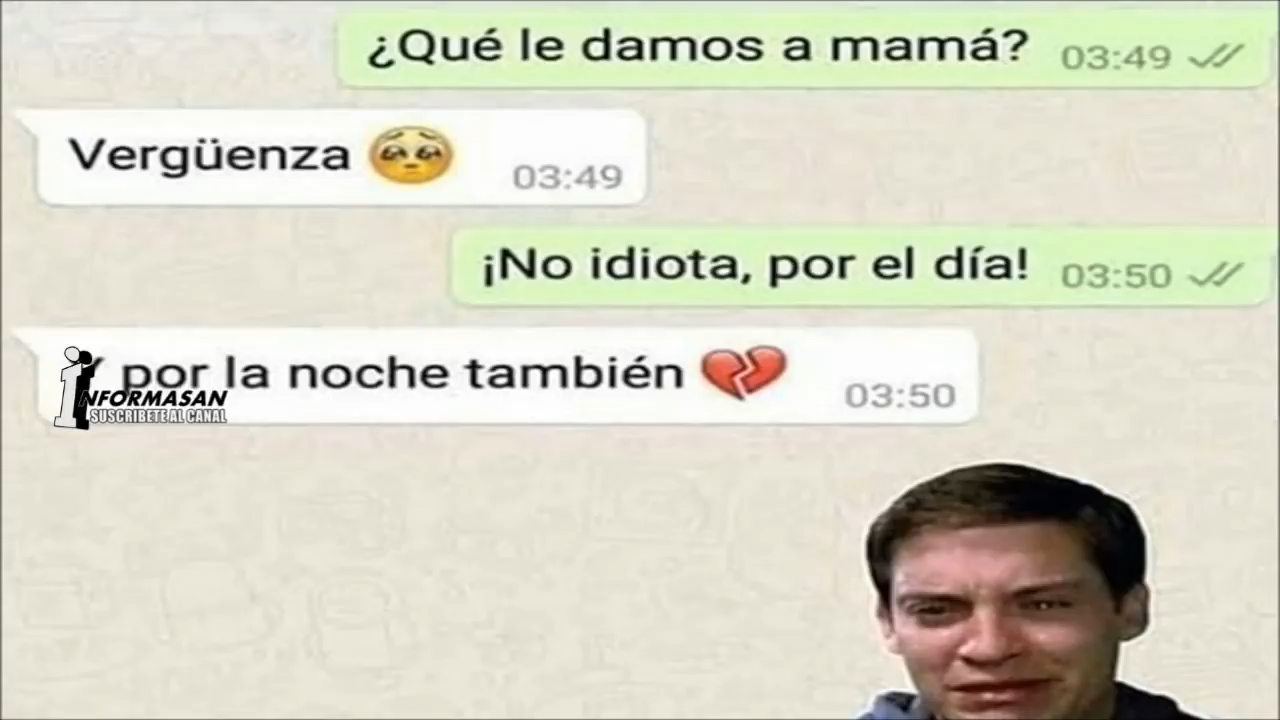 ¿Qué le damos a mamá? 03:49
Vergüenza 🥺 03:49
¡No idiota, por el día! 03:50
Y por la noche también 💔 03:50
iNFORMASAN
SUSCRIBETE AL CANAL